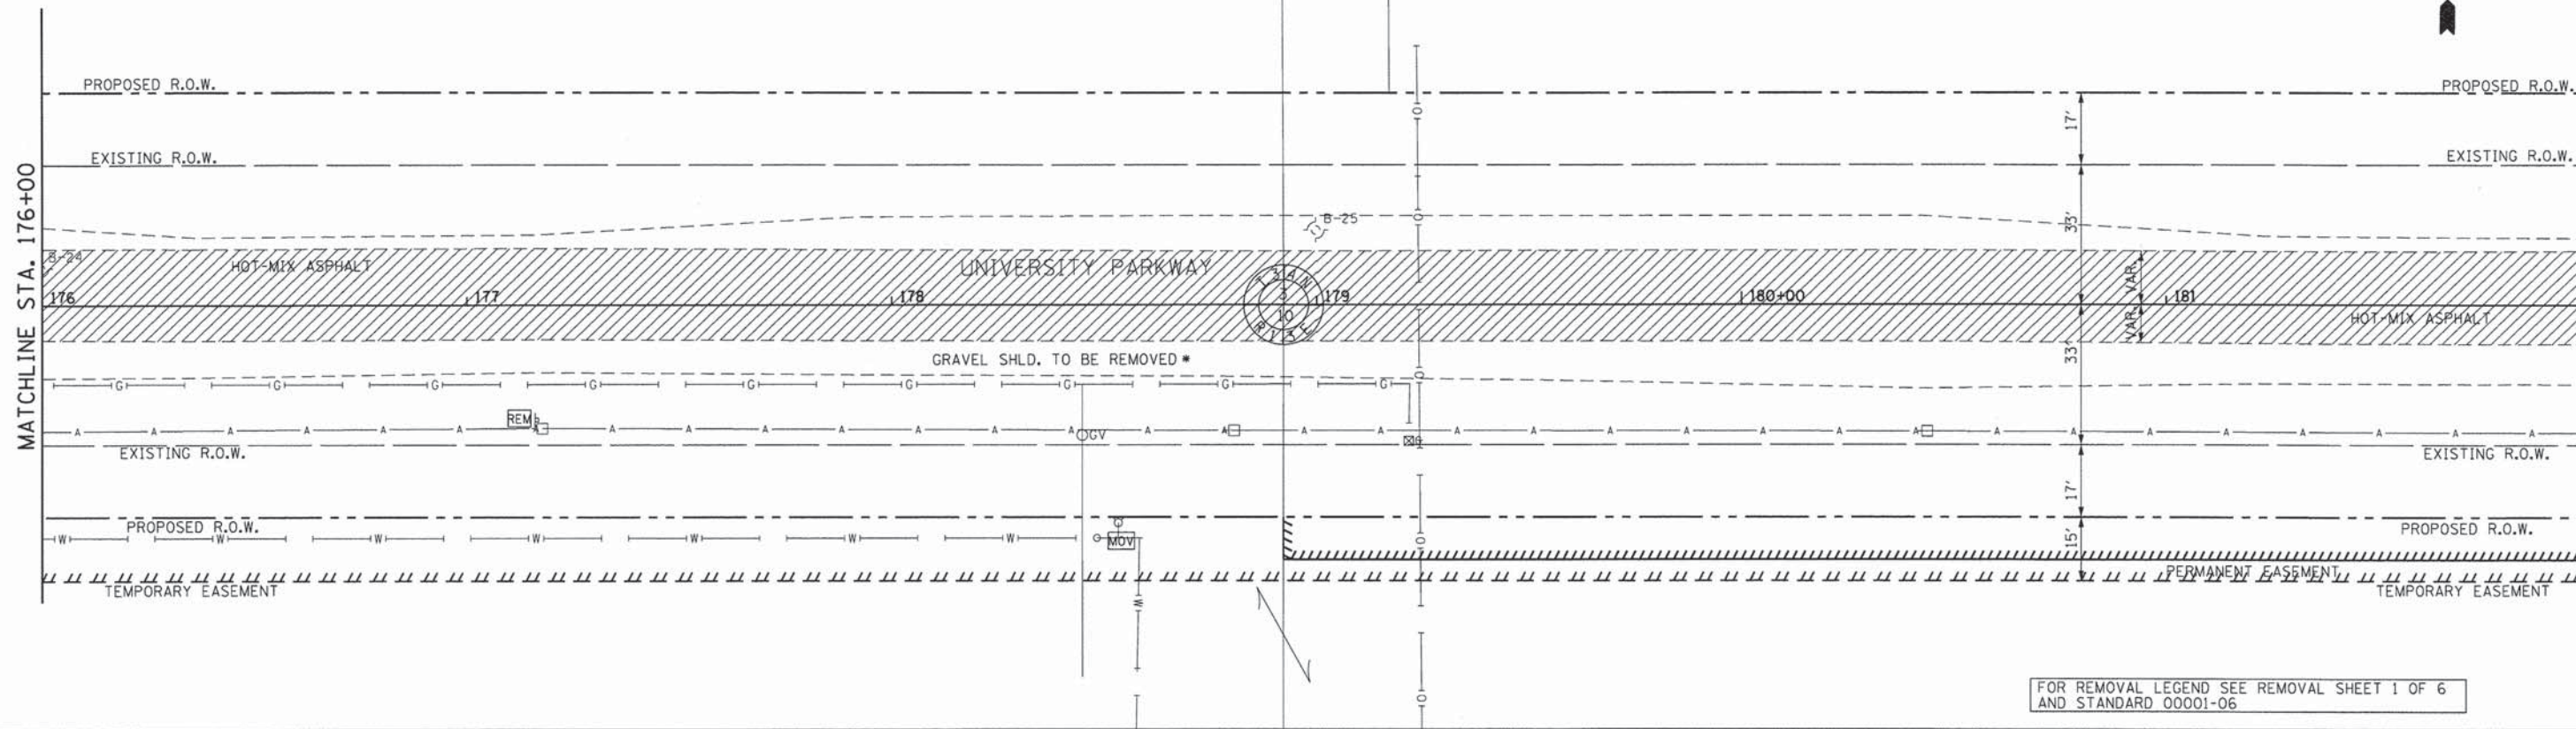 PROPOSED R.O.W.
PROPOSED R.O.W.
17'
EXISTING R.O.W.
EXISTING R.O.W.
33'
B-25
O
O
MATCHLINE STA. 176+00
B-24
HOT-MIX ASPHALT
UNIVERSITY PARKWAY
T 34 N
3
10
R 13 E
VAR.
VAR.
176
177
178
179
180+00
181
HOT-MIX ASPHALT
GRAVEL SHLD. TO BE REMOVED *
33'
G G G G G G G G G
O
REM
A A A A A A A A A A A A A A A A A A A A A A A A A A A A A A A A A
GV
G
EXISTING R.O.W.
EXISTING R.O.W.
17'
PROPOSED R.O.W.
PROPOSED R.O.W.
W W W W W W W
MOV
O
15'
PERMANENT EASEMENT
TEMPORARY EASEMENT
TEMPORARY EASEMENT
W
O
FOR REMOVAL LEGEND SEE REMOVAL SHEET 1 OF 6
AND STANDARD 00001-06